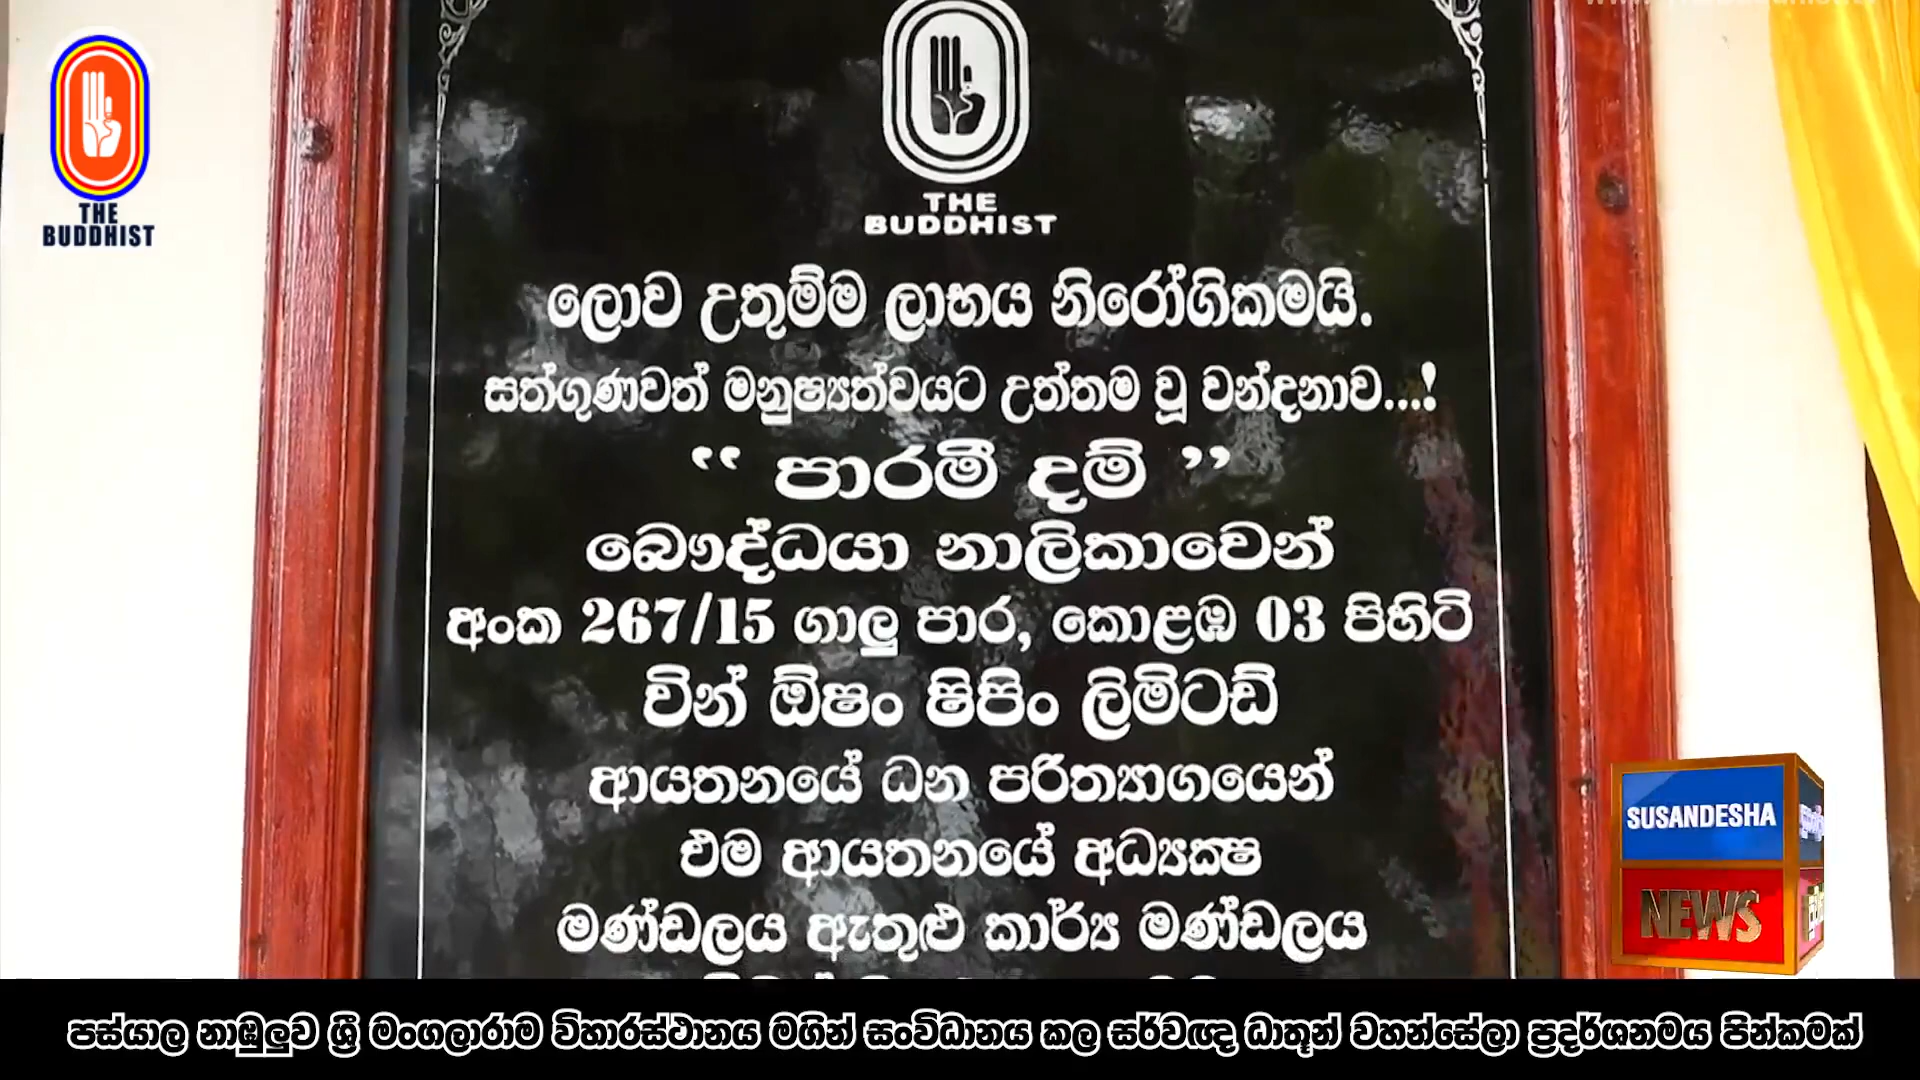 THE
BUDDHIST
THE
BUDDHIST
ලොව උතුම්ම ලාභය නිරෝගිකමයි.
සත්ගුණවත් මනුෂ්‍යත්වයට උත්තම වූ වන්දනාව...!
“ පාරමී දම් ”
බෞද්ධයා නාලිකාවෙන්
අංක 267/15 ගාලු පාර, කොළඹ 03 පිහිටි
වින් ඕෂං ෂිපිං ලිමිටඩ්
ආයතනයේ ධන පරිත්‍යාගයෙන්
එම ආයතනයේ අධ්‍යක්ෂ
මණ්ඩලය ඇතුළු කාර්ය මණ්ඩලය
SUSANDESHA
NEWS
පස්යාල නාඹුලුව ශ්‍රී මංගලාරාම විහාරස්ථානය මගින් සංවිධානය කල සර්වඥ ධාතූන් වහන්සේලා ප්‍රදර්ශනමය පින්කමක්